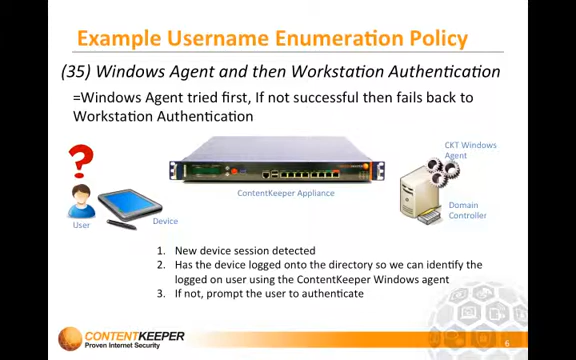 Example Username Enumeration Policy
(35) Windows Agent and then Workstation Authentication
=Windows Agent tried first, If not successful then fails back to
Workstation Authentication
?
User
Device
ContentKeeper Appliance
CKT Windows
Agent
Domain
Controller
1. New device session detected
2. Has the device logged onto the directory so we can identify the
logged on user using the ContentKeeper Windows agent
3. If not, prompt the user to authenticate
CONTENTKEEPER
Proven Internet Security
6